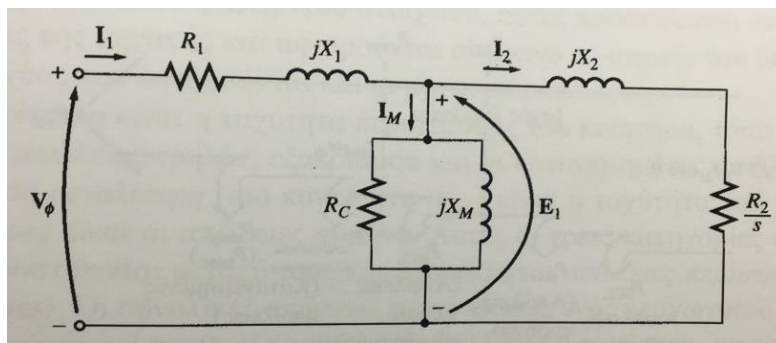 I₁ R₁ jX₁ I₂ jX₂
+ +
I_M
V_ϕ R_C jX_M E₁ R₂/s
−